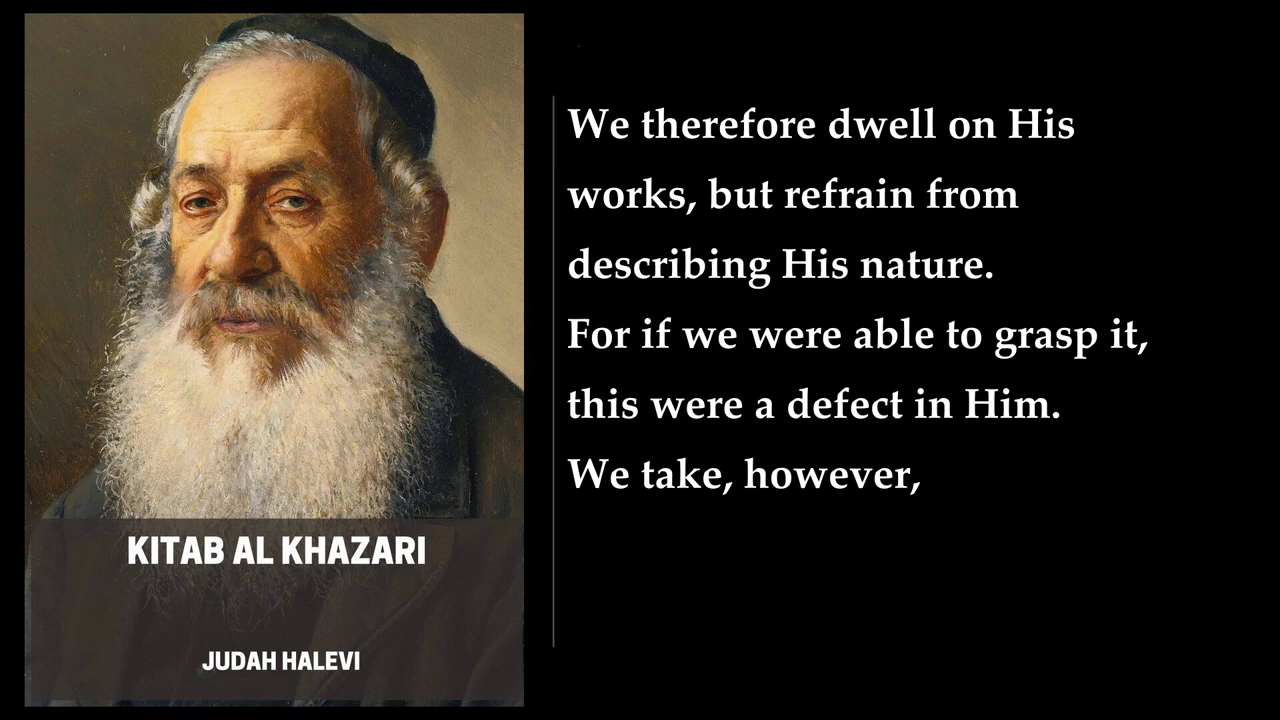 KITAB AL KHAZARI
JUDAH HALEVI
We therefore dwell on His
works, but refrain from
describing His nature.
For if we were able to grasp it,
this were a defect in Him.
We take, however,